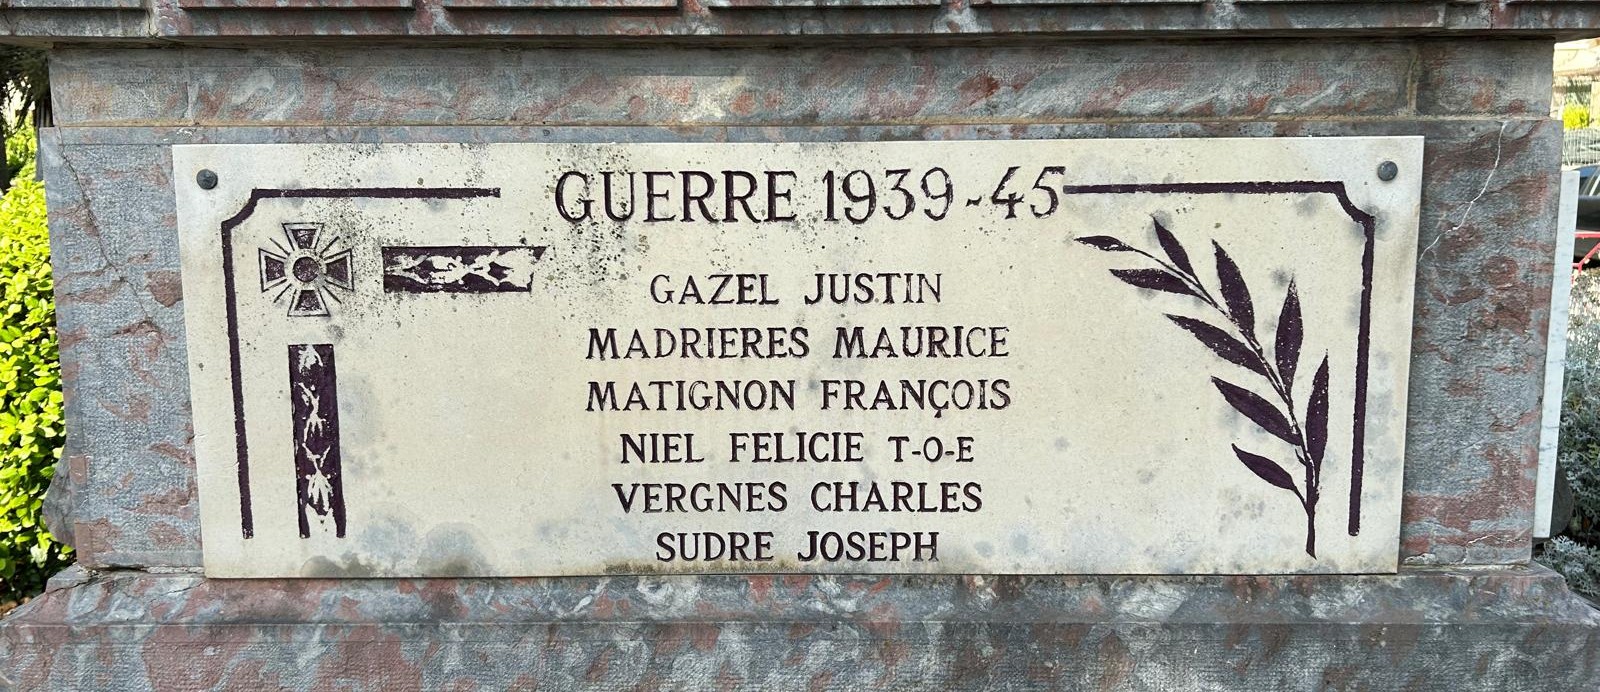 GUERRE 1939-45
GAZEL JUSTIN
MADRIERES MAURICE
MATIGNON FRANÇOIS
NIEL FELICIE T-O-E
VERGNES CHARLES
SUDRE JOSEPH